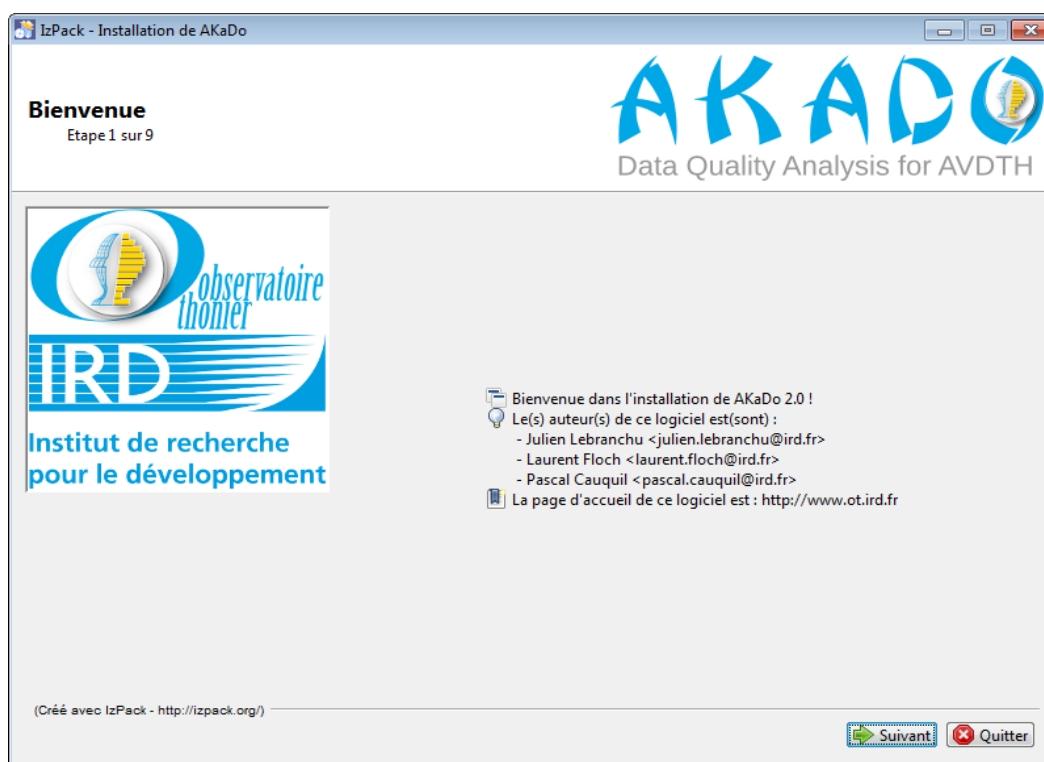 IzPack - Installation de AKaDo
Bienvenue
Etape 1 sur 9
AKADO
Data Quality Analysis for AVDTH
observatoire
thonier
IRD
Institut de recherche
pour le développement
Bienvenue dans l'installation de AKaDo 2.0 !
Le(s) auteur(s) de ce logiciel est(sont) :
- Julien Lebranchu <julien.lebranchu@ird.fr>
- Laurent Floch <laurent.floch@ird.fr>
- Pascal Cauquil <pascal.cauquil@ird.fr>
La page d'accueil de ce logiciel est : http://www.ot.ird.fr
(Créé avec IzPack - http://izpack.org/)
Suivant
Quitter